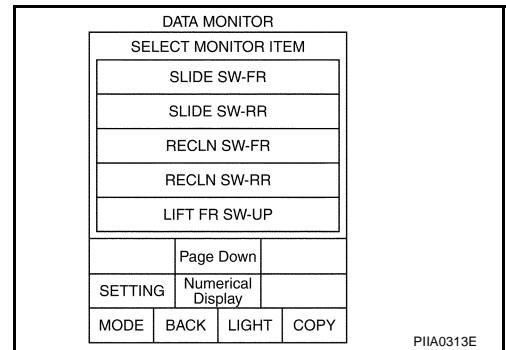 DATA MONITOR
SELECT MONITOR ITEM
SLIDE SW-FR
SLIDE SW-RR
RECLN SW-FR
RECLN SW-RR
LIFT FR SW-UP
Page Down
SETTING Numerical
Display
MODE BACK LIGHT COPY
PIIA0313E